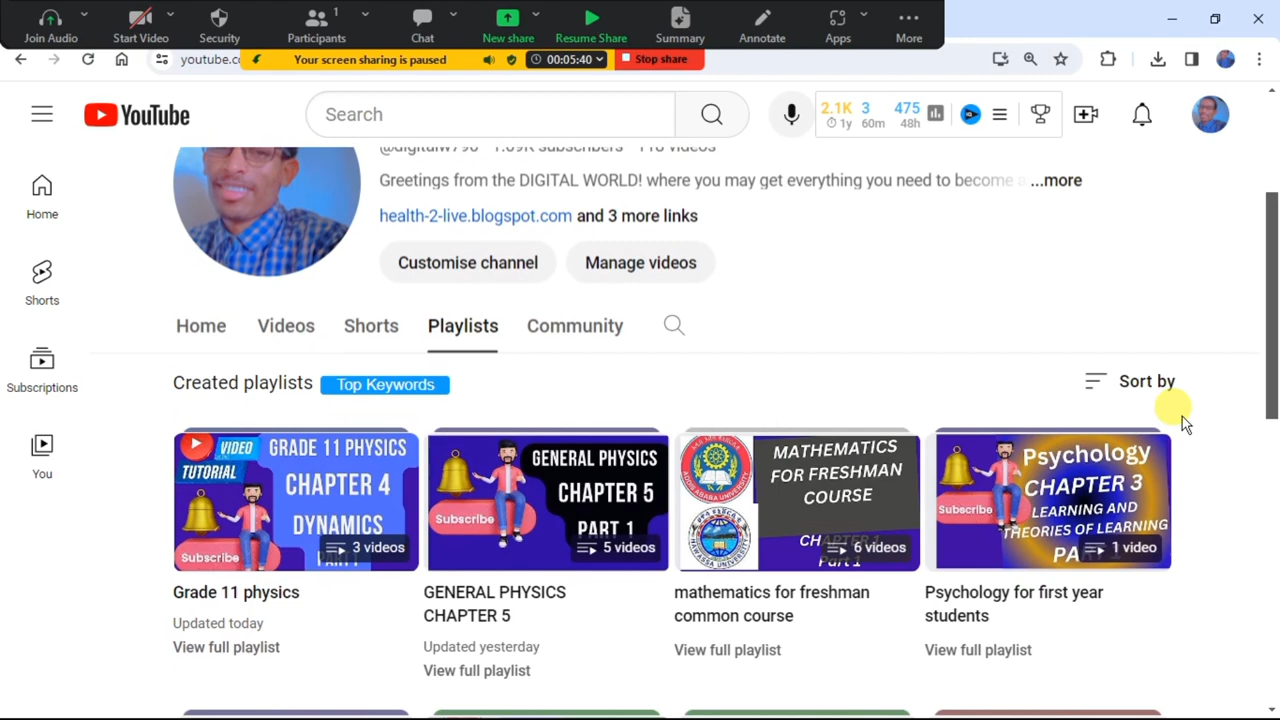 Join Audio
Start Video
Security
1
Participants
Chat
New share
Resume Share
Summary
Annotate
Apps
More
youtube.c
Your screen sharing is paused
00:05:40
Stop share
YouTube
Search
2.1K 3 475
1y 60m 48h
Home
Shorts
Subscriptions
You
Greetings from the DIGITAL WORLD! where you may get everything you need to become a ...more
health-2-live.blogspot.com and 3 more links
Customise channel
Manage videos
Home
Videos
Shorts
Playlists
Community
Created playlists
Top Keywords
Sort by
VIDEO
TUTORIAL
GRADE 11 PHYSICS
CHAPTER 4
DYNAMICS
Subscribe
3 videos
Grade 11 physics
Updated today
View full playlist
GENERAL PHYSICS
CHAPTER 5
PART 1
Subscribe
5 videos
GENERAL PHYSICS
CHAPTER 5
Updated yesterday
View full playlist
MATHEMATICS
FOR FRESHMAN
COURSE
Part 1
6 videos
mathematics for freshman
common course
View full playlist
Psychology
CHAPTER 3
LEARNING AND
THEORIES OF LEARNING
Subscribe
1 video
Psychology for first year
students
View full playlist